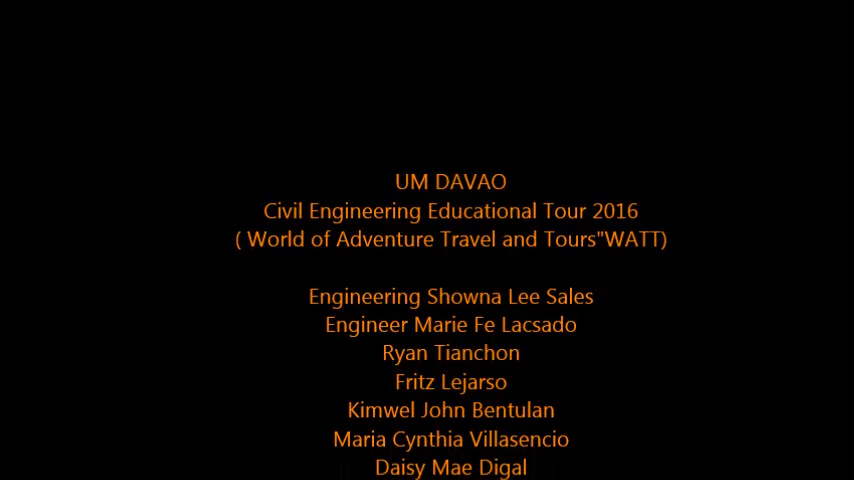 UM DAVAO
Civil Engineering Educational Tour 2016
( World of Adventure Travel and Tours"WATT)
Engineering Showna Lee Sales
Engineer Marie Fe Lacsado
Ryan Tianchon
Fritz Lejarso
Kimwel John Bentulan
Maria Cynthia Villasencio
Daisy Mae Digal